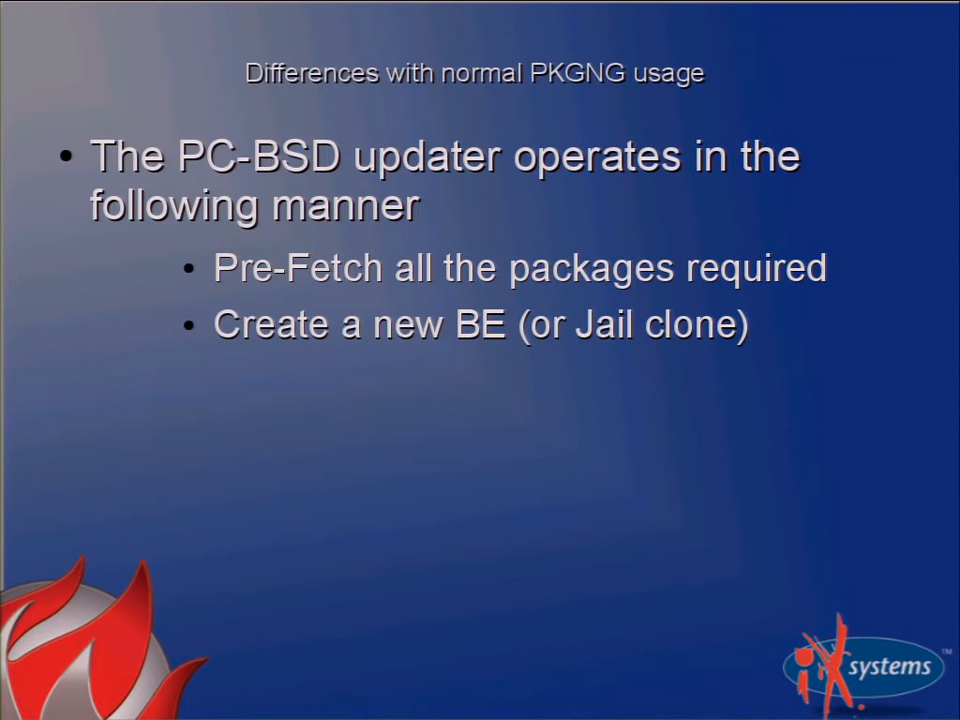 Differences with normal PKGNG usage
• The PC-BSD updater operates in the
following manner
• Pre-Fetch all the packages required
• Create a new BE (or Jail clone)
iXsystems™